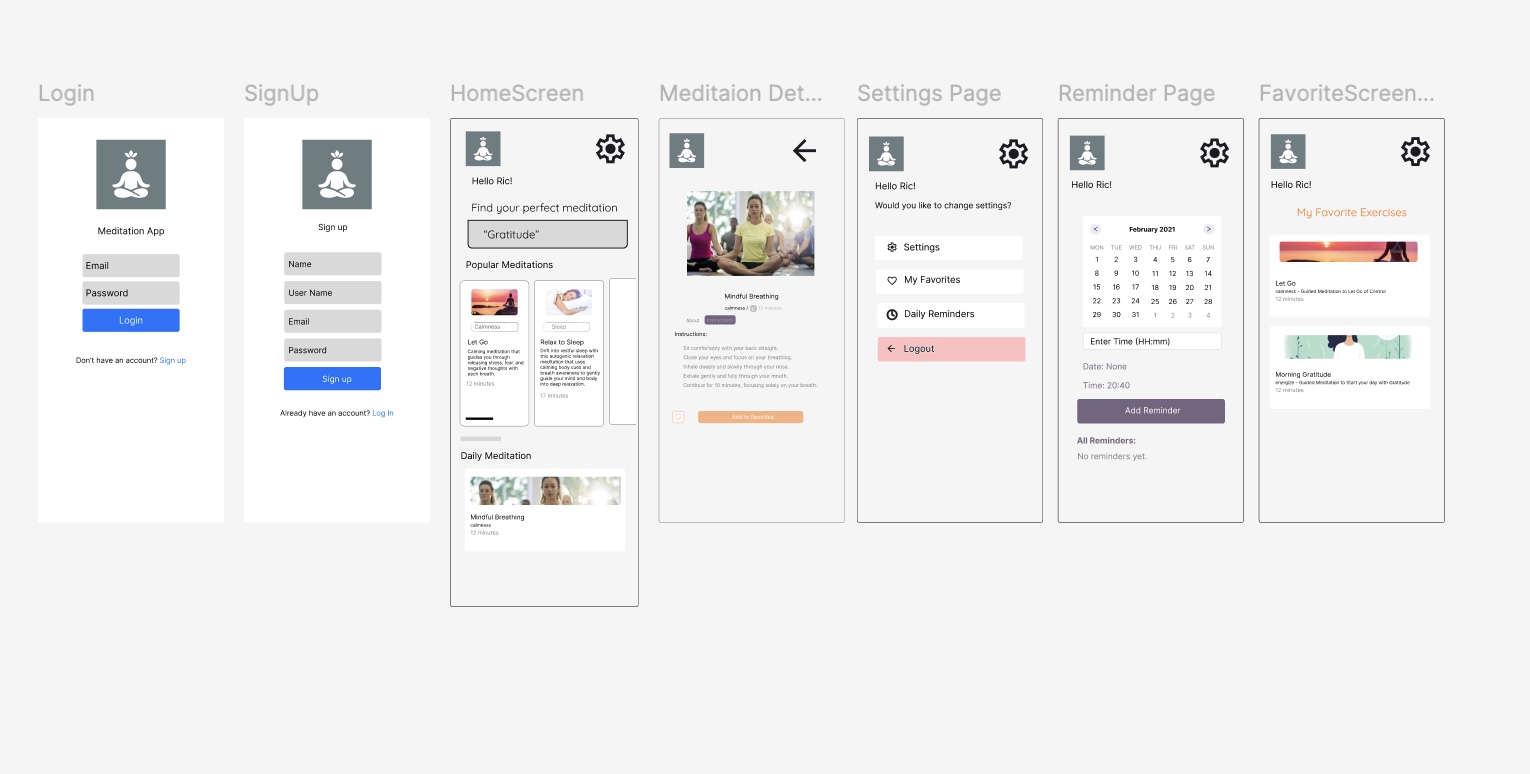 Login
Meditation App
Email
Password
Login
Don't have an account? Sign up
SignUp
Sign up
Name
User Name
Email
Password
Sign up
Already have an account? Log In
HomeScreen
Hello Ric!
Find your perfect meditation
“Gratitude”
Popular Meditations
Calmness
Let Go
Calming meditation that
guides you through
releasing stress, fear, and
negative thoughts with
each breath.
12 minutes
Sleep
Relax to Sleep
Drift into restful sleep with
this autogenic relaxation
meditation that uses
calming body cues and
breath awareness to gently
guide your mind and body
into deep relaxation.
17 minutes
Daily Meditation
Mindful Breathing
calmness
12 minutes
Meditaion Det...
Mindful Breathing
calmness / 12 minutes
About Instructions
Instructions:
Sit comfortably with your back straight.
Close your eyes and focus on your breathing.
Inhale deeply and slowly through your nose.
Exhale gently and fully through your mouth.
Continue for 10 minutes, focusing solely on your breath.
Add to favorites
Settings Page
Hello Ric!
Would you like to change settings?
Settings
My Favorites
Daily Reminders
Logout
Reminder Page
Hello Ric!
< February 2021 >
MON TUE WED THU FRI SAT SUN
1 2 3 4 5 6 7
8 9 10 11 12 13 14
15 16 17 18 19 20 21
22 23 24 25 26 27 28
29 30 31 1 2 3 4
Enter Time (HH:mm)
Date: None
Time: 20:40
Add Reminder
All Reminders:
No reminders yet.
FavoriteScreen...
Hello Ric!
My Favorite Exercises
Let Go
calmness - Guided Meditation to Let Go of Control
12 minutes
Morning Gratitude
energize - Guided Meditation to Start your day with Gratitude
12 minutes